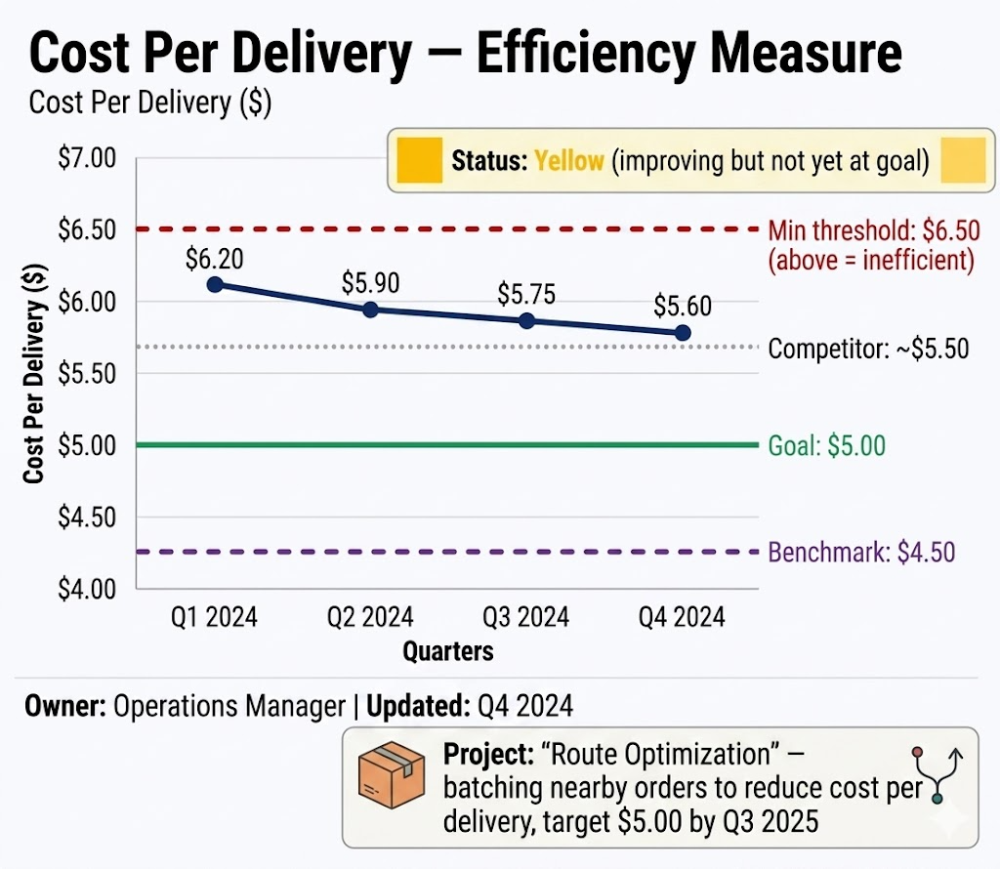 Cost Per Delivery — Efficiency Measure
Cost Per Delivery ($)
Status: Yellow (improving but not yet at goal)
$7.00
$6.50
$6.00
$5.50
$5.00
$4.50
$4.00
Cost Per Delivery ($)
$6.20
$5.90
$5.75
$5.60
Min threshold: $6.50
(above = inefficient)
Competitor: ~$5.50
Goal: $5.00
Benchmark: $4.50
Q1 2024
Q2 2024
Q3 2024
Q4 2024
Quarters
Owner: Operations Manager | Updated: Q4 2024
Project: “Route Optimization” —
batching nearby orders to reduce cost per
delivery, target $5.00 by Q3 2025